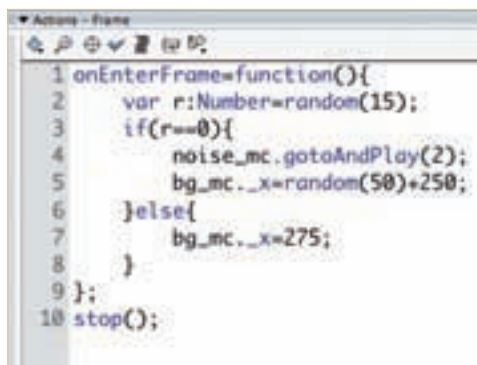 Actions - Frame
1 onEnterFrame=function(){
2 var r:Number=random(15);
3 if(r==0){
4 noise_mc.gotoAndPlay(2);
5 bg_mc._x=random(50)+250;
6 }else{
7 bg_mc._x=275;
8 }
9 };
10 stop();